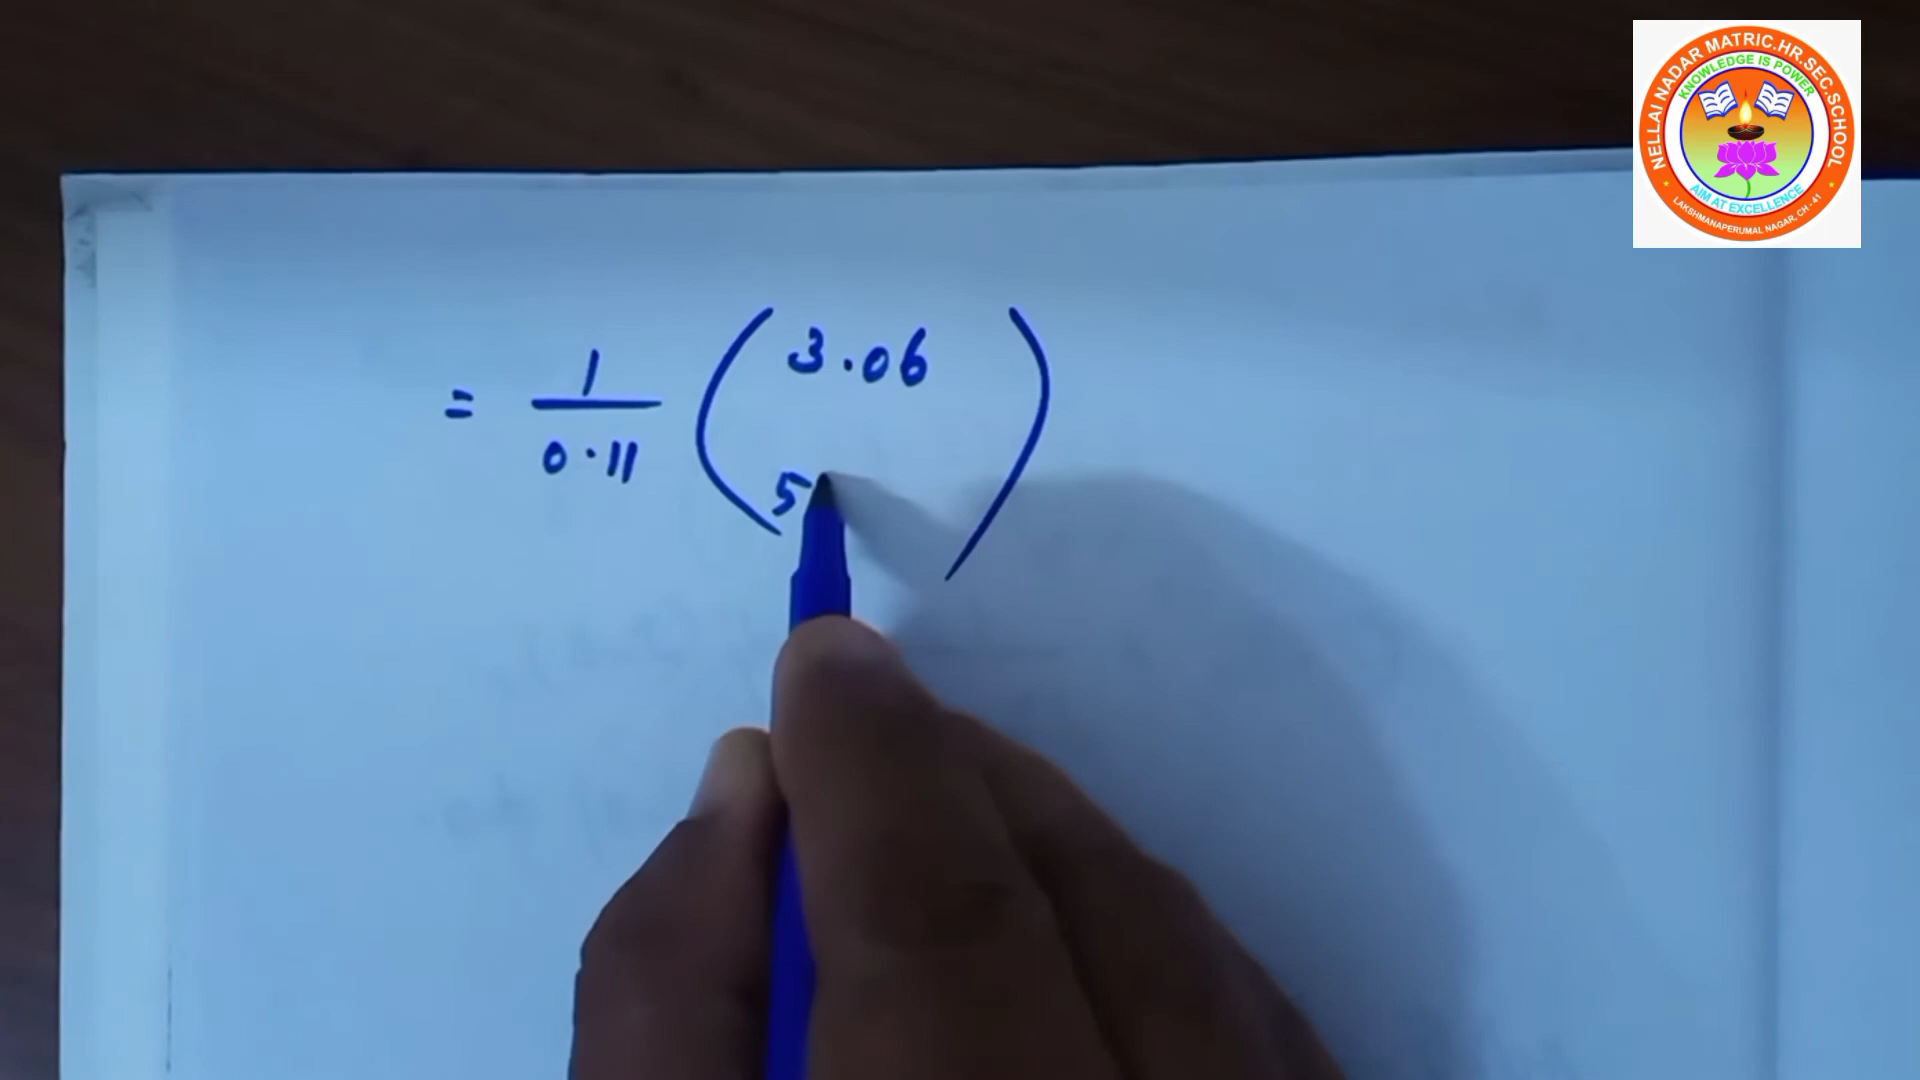 NELLAI NADAR MATRIC.HR.SEC.SCHOOL
KNOWLEDGE IS POWER
AIM AT EXCELLENCE
LAKSHMANAPERUMAL NAGAR, CH - 41
= 1/0.11 ( 3.06 )
5